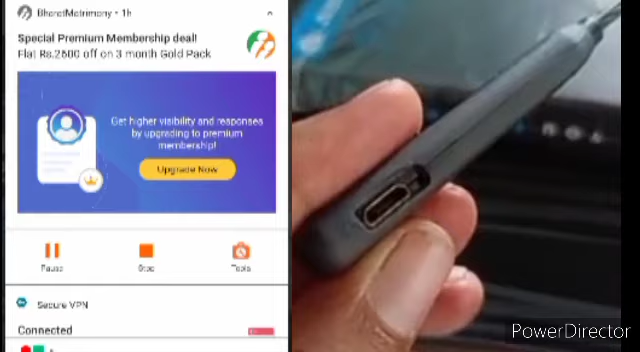 BharatMatrimony • 1h
Special Premium Membership deal!
Flat Rs.2600 off on 3 month Gold Pack
Get higher visibility and responses
by upgrading to premium
membership!
Upgrade Now
Pause
Stop
Tools
Secure VPN
Connected
PowerDirector